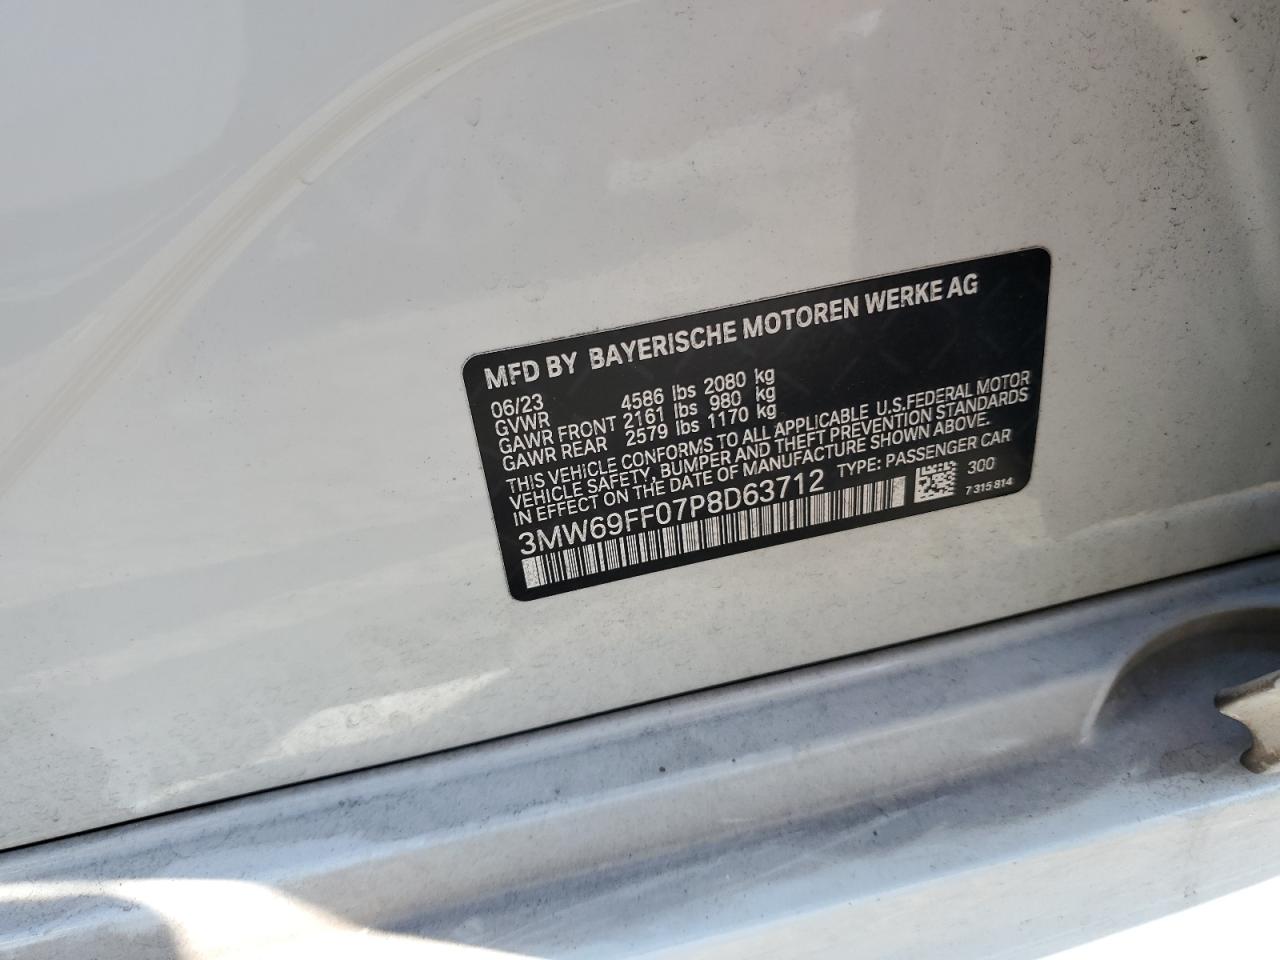 MFD BY BAYERISCHE MOTOREN WERKE AG
06/23
GVWR 4586 lbs 2080 kg
GAWR FRONT 2161 lbs 980 kg
GAWR REAR 2579 lbs 1170 kg
THIS VEHICLE CONFORMS TO ALL APPLICABLE U.S.FEDERAL MOTOR
VEHICLE SAFETY, BUMPER AND THEFT PREVENTION STANDARDS
IN EFFECT ON THE DATE OF MANUFACTURE SHOWN ABOVE.
3MW69FF07P8D63712 TYPE: PASSENGER CAR
300
7 315 814